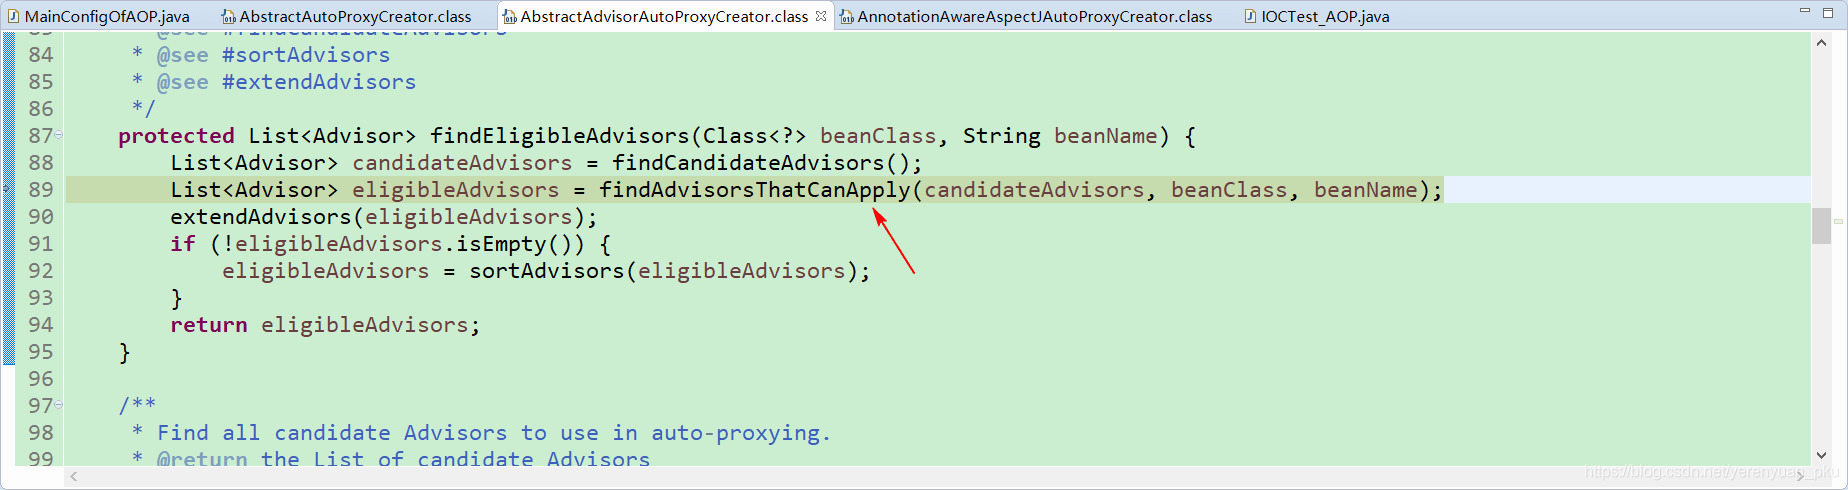 MainConfigOfAOP.java AbstractAutoProxyCreator.class AbstractAdvisorAutoProxyCreator.class AnnotationAwareAspectJAutoProxyCreator.class IOCTest_AOP.java
83 * @see #findCandidateAdvisors
84 * @see #sortAdvisors
85 * @see #extendAdvisors
86 */
87 protected List<Advisor> findEligibleAdvisors(Class<?> beanClass, String beanName) {
88 List<Advisor> candidateAdvisors = findCandidateAdvisors();
89 List<Advisor> eligibleAdvisors = findAdvisorsThatCanApply(candidateAdvisors, beanClass, beanName);
90 extendAdvisors(eligibleAdvisors);
91 if (!eligibleAdvisors.isEmpty()) {
92 eligibleAdvisors = sortAdvisors(eligibleAdvisors);
93 }
94 return eligibleAdvisors;
95 }
96
97 /**
98 * Find all candidate Advisors to use in auto-proxying.
99 * @return the List of candidate Advisors
https://blog.csdn.net/yerenyuan_pku